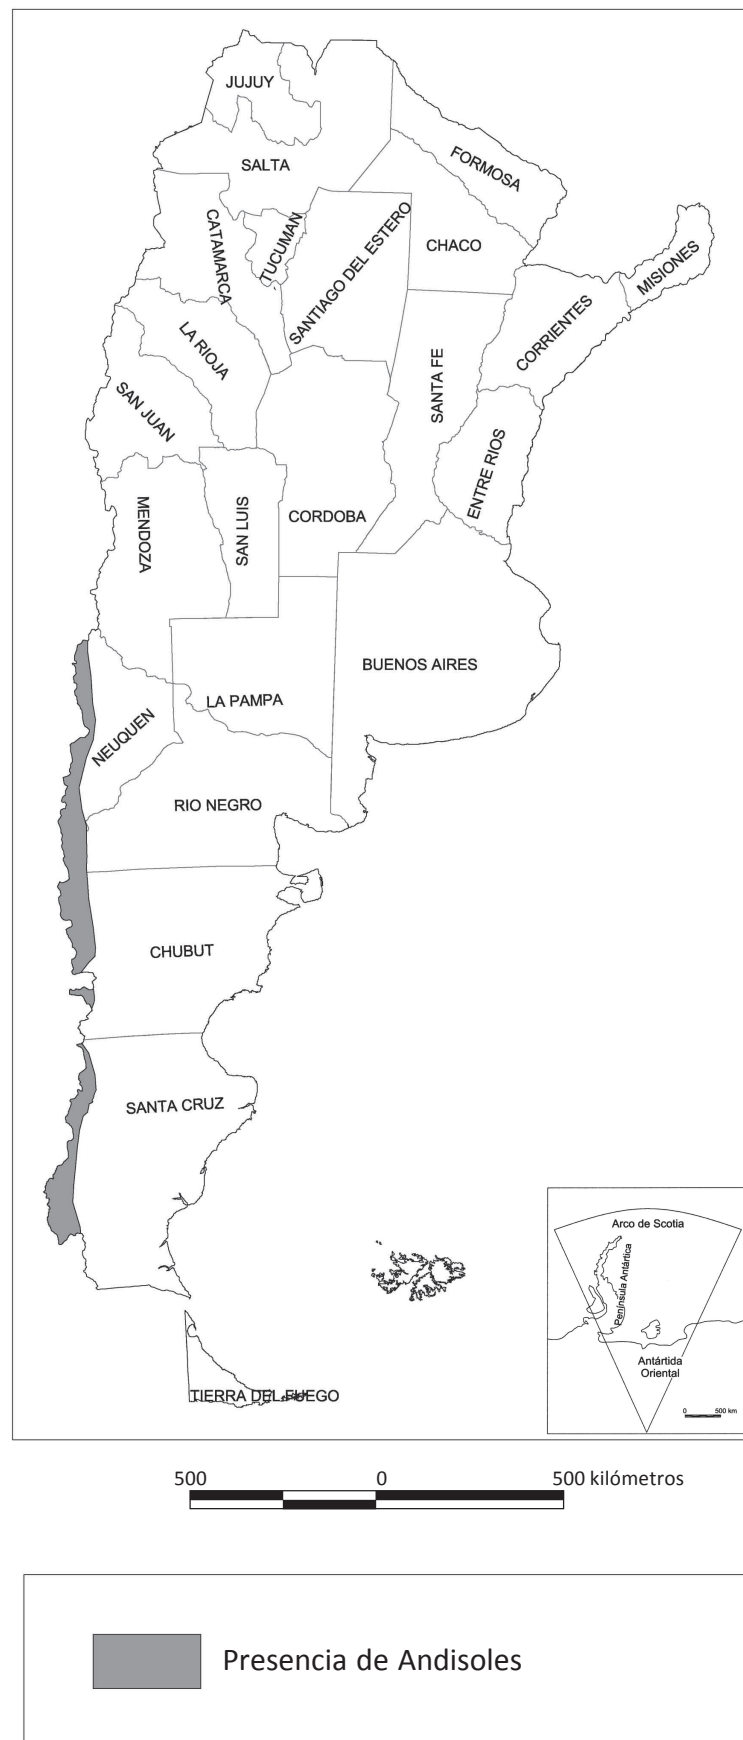 JUJUY
SALTA
FORMOSA
CATAMARCA
TUCUMAN
SANTIAGO DEL ESTERO
CHACO
MISIONES
CORRIENTES
LA RIOJA
SANTA FE
SAN JUAN
ENTRE RIOS
MENDOZA
SAN LUIS
CORDOBA
BUENOS AIRES
LA PAMPA
NEUQUEN
RIO NEGRO
CHUBUT
SANTA CRUZ
TIERRA DEL FUEGO
Arco de Scotia
Península Antártica
Antártida
Oriental
0 500 km
500 0 500 kilómetros
Presencia de Andisoles